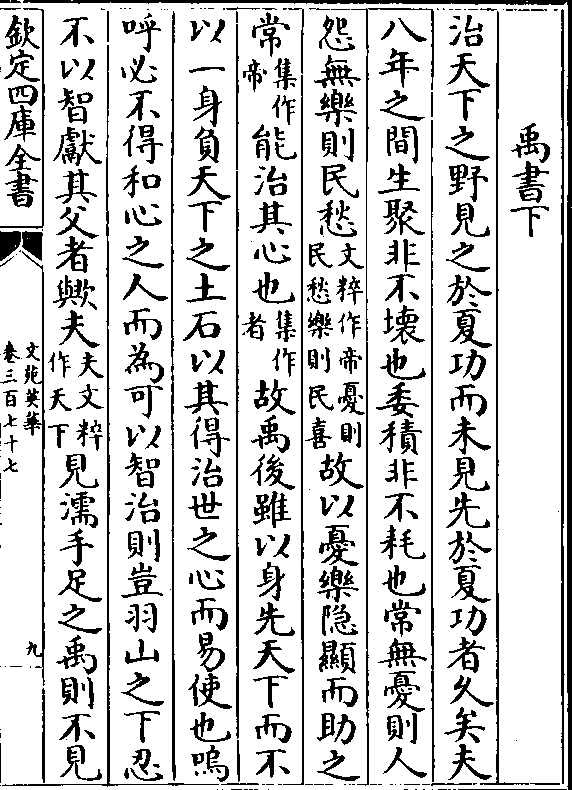 禹書下
治天下之野見之於夏功而未見先於夏功者久矣夫
八年之間生聚非不壞也委積非不耗也常無憂則人
怨無樂則民愁文粹作帝憂則民愁樂則民喜故以憂樂隐顯而助之
常集作帝能治其心也集作者故禹後雖以身先天下而不
以一身負天下之土石以其得治世之心而易使也嗚
呼必不得和心之人而為可以智治則豈羽山之下忍
不以智獻其父者歟夫夫文粹作天下見濡手足之禹則不見
欽定四庫全書
文苑英華
卷三百七十七
九